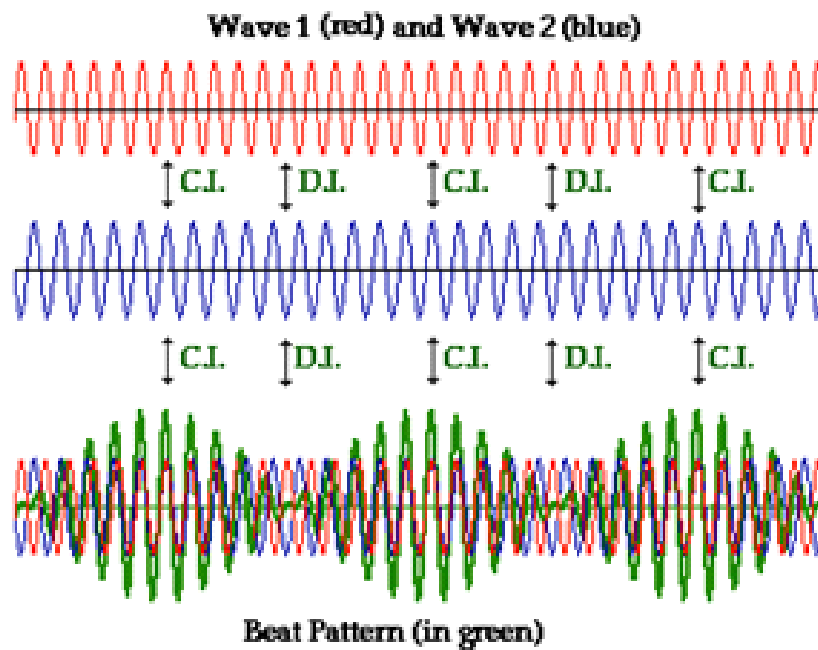 Wave 1 (red) and Wave 2 (blue)
C.I. D.I. C.I. D.I. C.I.
C.I. D.I. C.I. D.I. C.I.
Beat Pattern (in green)